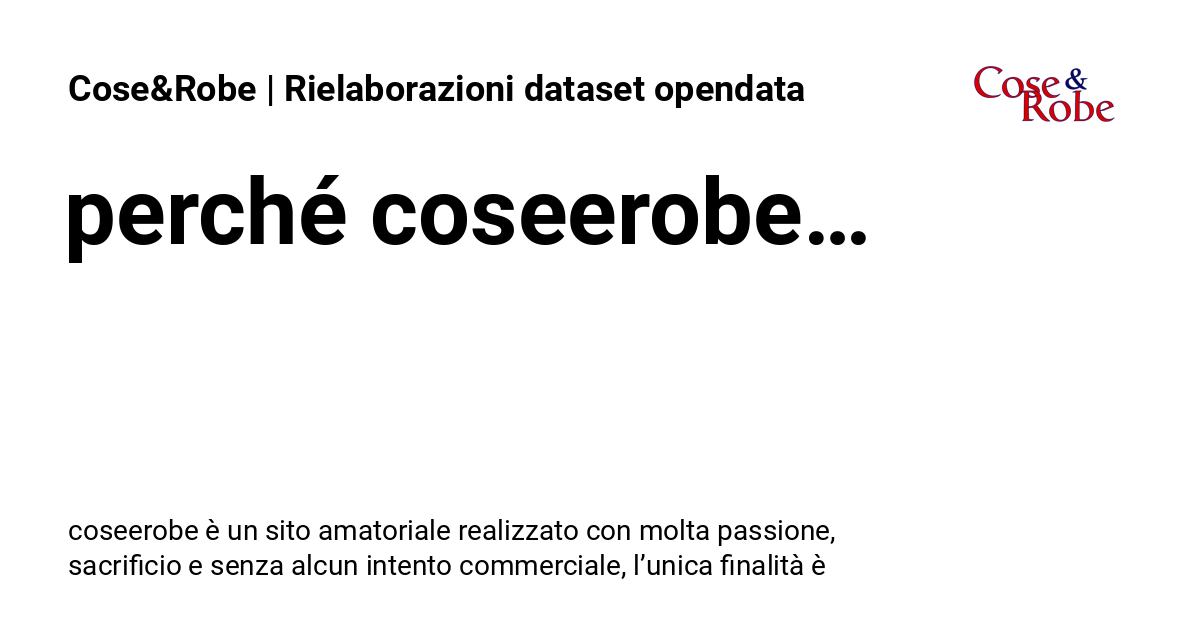 Cose&Robe | Rielaborazioni dataset opendata
Cose &
Robe
perché coseerobe…
coseerobe è un sito amatoriale realizzato con molta passione,
sacrificio e senza alcun intento commerciale, l’unica finalità è